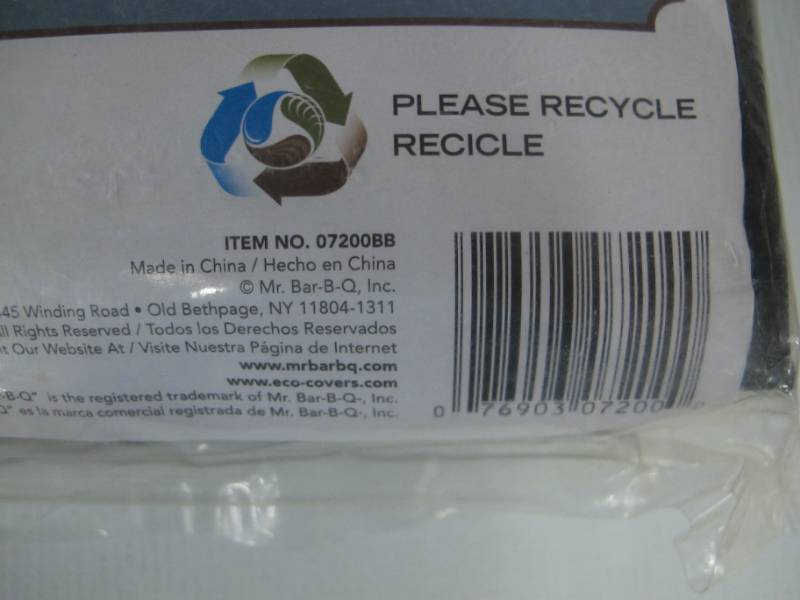 PLEASE RECYCLE
RECICLE
ITEM NO. 07200BB
Made in China / Hecho en China
© Mr. Bar-B-Q, Inc.
45 Winding Road • Old Bethpage, NY 11804-1311
Rights Reserved / Todos los Derechos Reservados
Our Website At / Visite Nuestra Página de Internet
www.mrbarbq.com
www.eco-covers.com
-B-Q" is the registered trademark of Mr. Bar-B-Q-, Inc.
Q" es la marca comercial registrada de Mr. Bar-B-Q-, Inc.
0 76903 07200